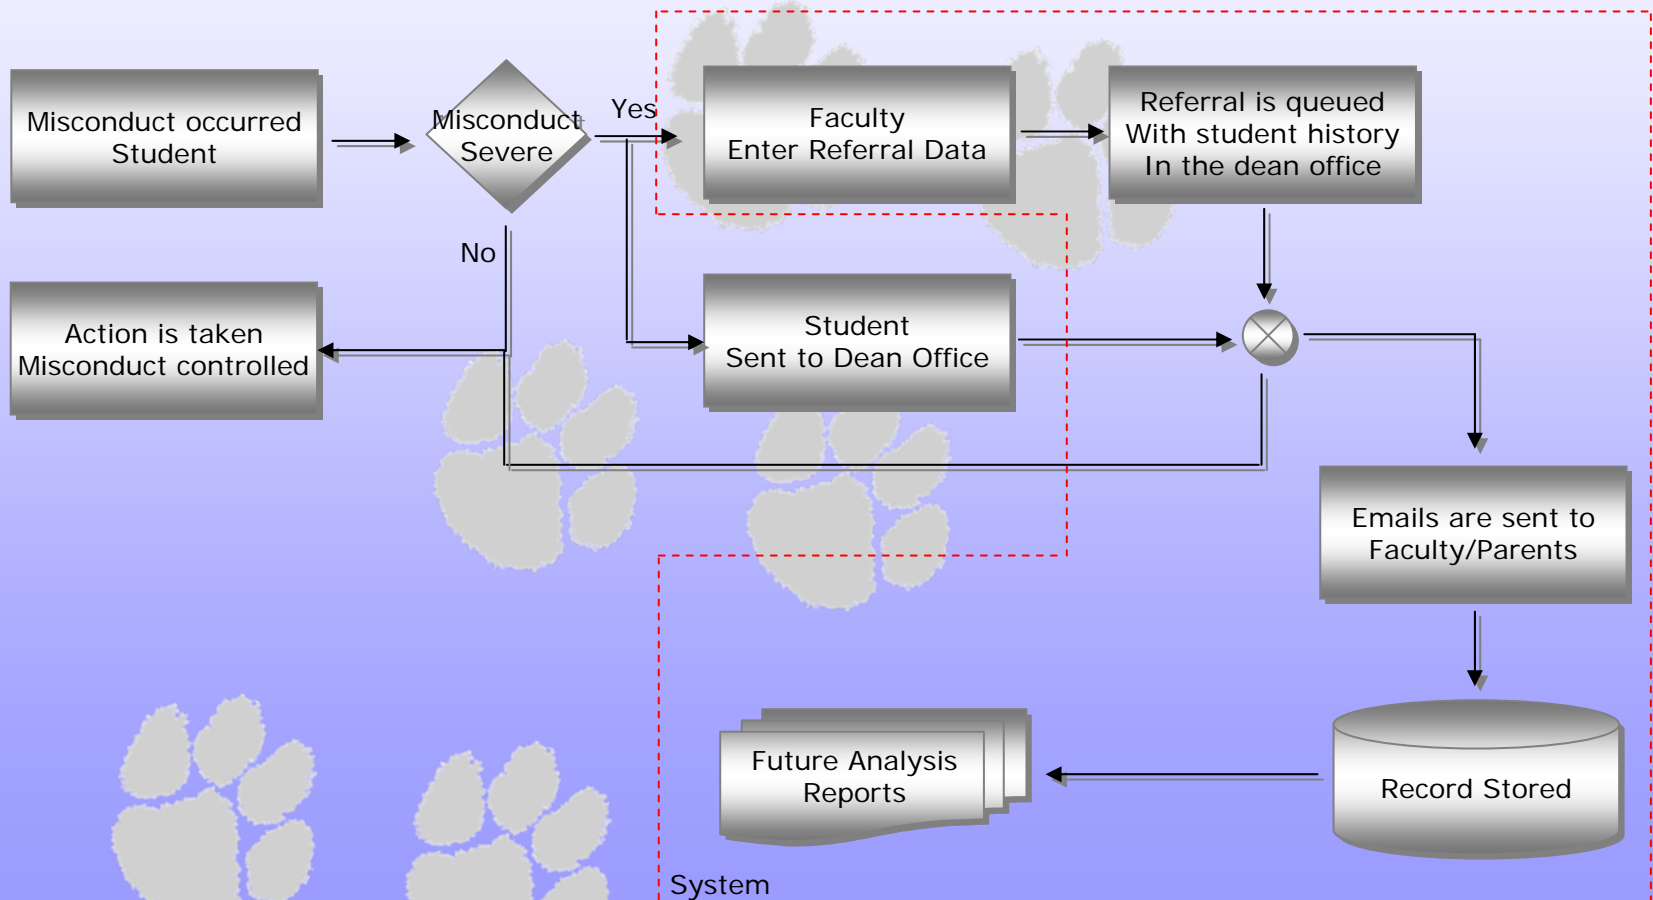 Misconduct occurred
Student
Misconduct
Severe
Yes
Faculty
Enter Referral Data
Referral is queued
With student history
In the dean office
No
Action is taken
Misconduct controlled
Student
Sent to Dean Office
Emails are sent to
Faculty/Parents
Future Analysis
Reports
Record Stored
System